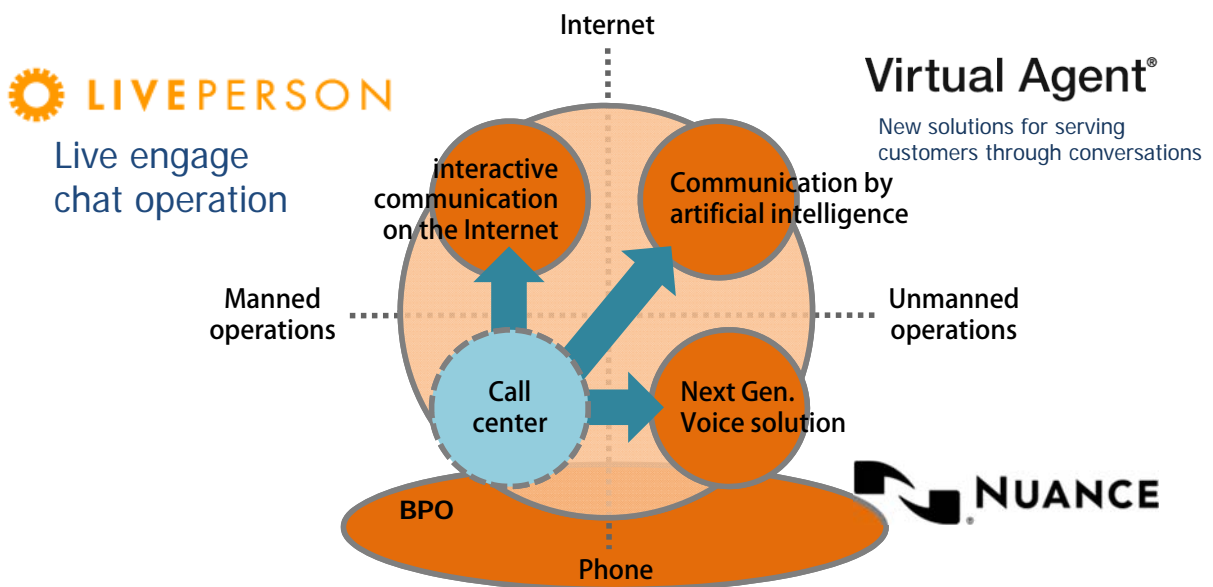 Internet
LIVEPERSON
Live engage
chat operation
Virtual Agent®
New solutions for serving
customers through conversations
interactive
communication
on the Internet
Communication by
artificial intelligence
Manned
operations
Unmanned
operations
Call
center
Next Gen.
Voice solution
NUANCE
BPO
Phone